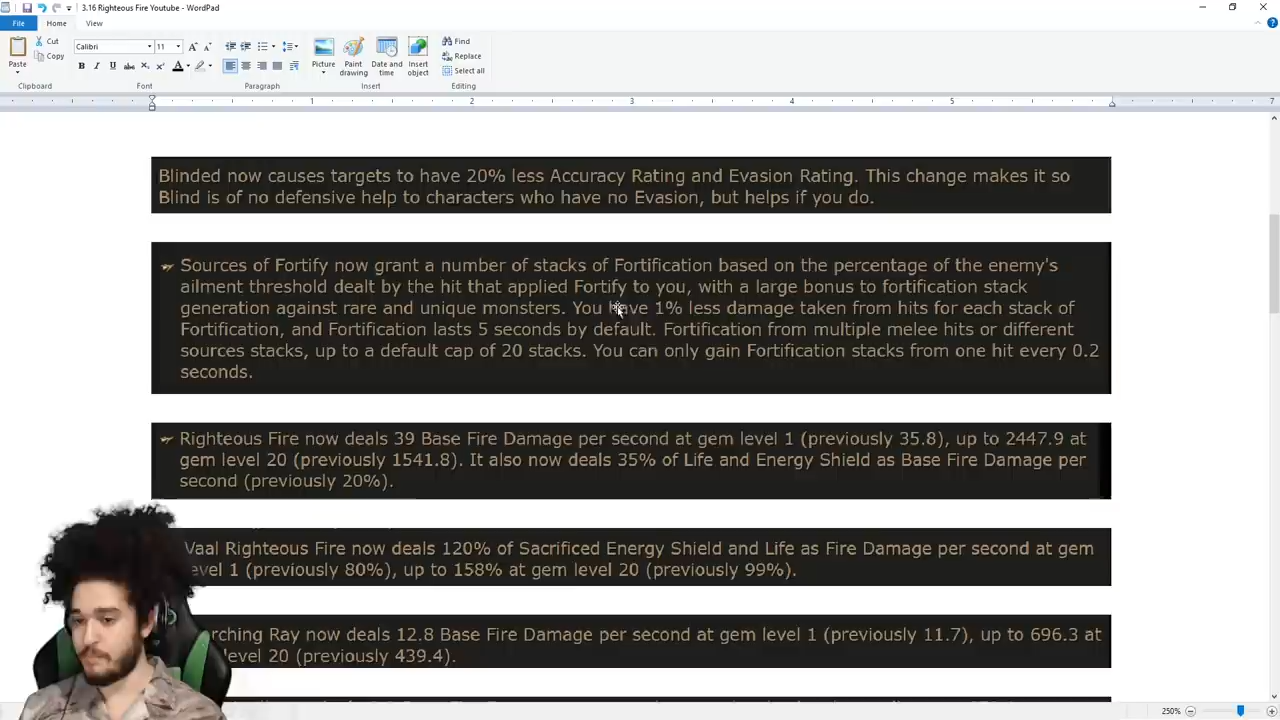 3.16 Righteous Fire Youtube - WordPad
File
Home
View
Paste
Cut
Copy
Calibri
11
Clipboard
Font
Paragraph
Picture
Paint drawing
Date and time
Insert object
Insert
Find
Replace
Select all
Editing
1 2 3 4 5 7
Blinded now causes targets to have 20% less Accuracy Rating and Evasion Rating. This change makes it so
Blind is of no defensive help to characters who have no Evasion, but helps if you do.
Sources of Fortify now grant a number of stacks of Fortification based on the percentage of the enemy's
ailment threshold dealt by the hit that applied Fortify to you, with a large bonus to fortification stack
generation against rare and unique monsters. You have 1% less damage taken from hits for each stack of
Fortification, and Fortification lasts 5 seconds by default. Fortification from multiple melee hits or different
sources stacks, up to a default cap of 20 stacks. You can only gain Fortification stacks from one hit every 0.2
seconds.
Righteous Fire now deals 39 Base Fire Damage per second at gem level 1 (previously 35.8), up to 2447.9 at
gem level 20 (previously 1541.8). It also now deals 35% of Life and Energy Shield as Base Fire Damage per
second (previously 20%).
Vaal Righteous Fire now deals 120% of Sacrificed Energy Shield and Life as Fire Damage per second at gem
level 1 (previously 80%), up to 158% at gem level 20 (previously 99%).
rching Ray now deals 12.8 Base Fire Damage per second at gem level 1 (previously 11.7), up to 696.3 at
level 20 (previously 439.4).
250%